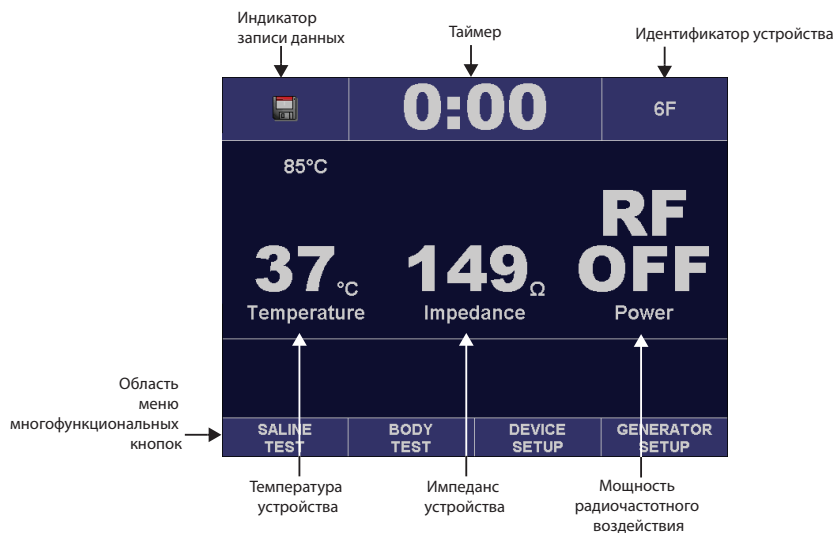 Индикатор
записи данных
Таймер
Идентификатор устройства
0:00
6F
85°C
RF
OFF
37 °C
149 Ω
Temperature
Impedance
Power
Область
меню
многофункциональных
кнопок
SALINE
TEST
BODY
TEST
DEVICE
SETUP
GENERATOR
SETUP
Температура
устройства
Импеданс
устройства
Мощность
радиочастотного
воздействия